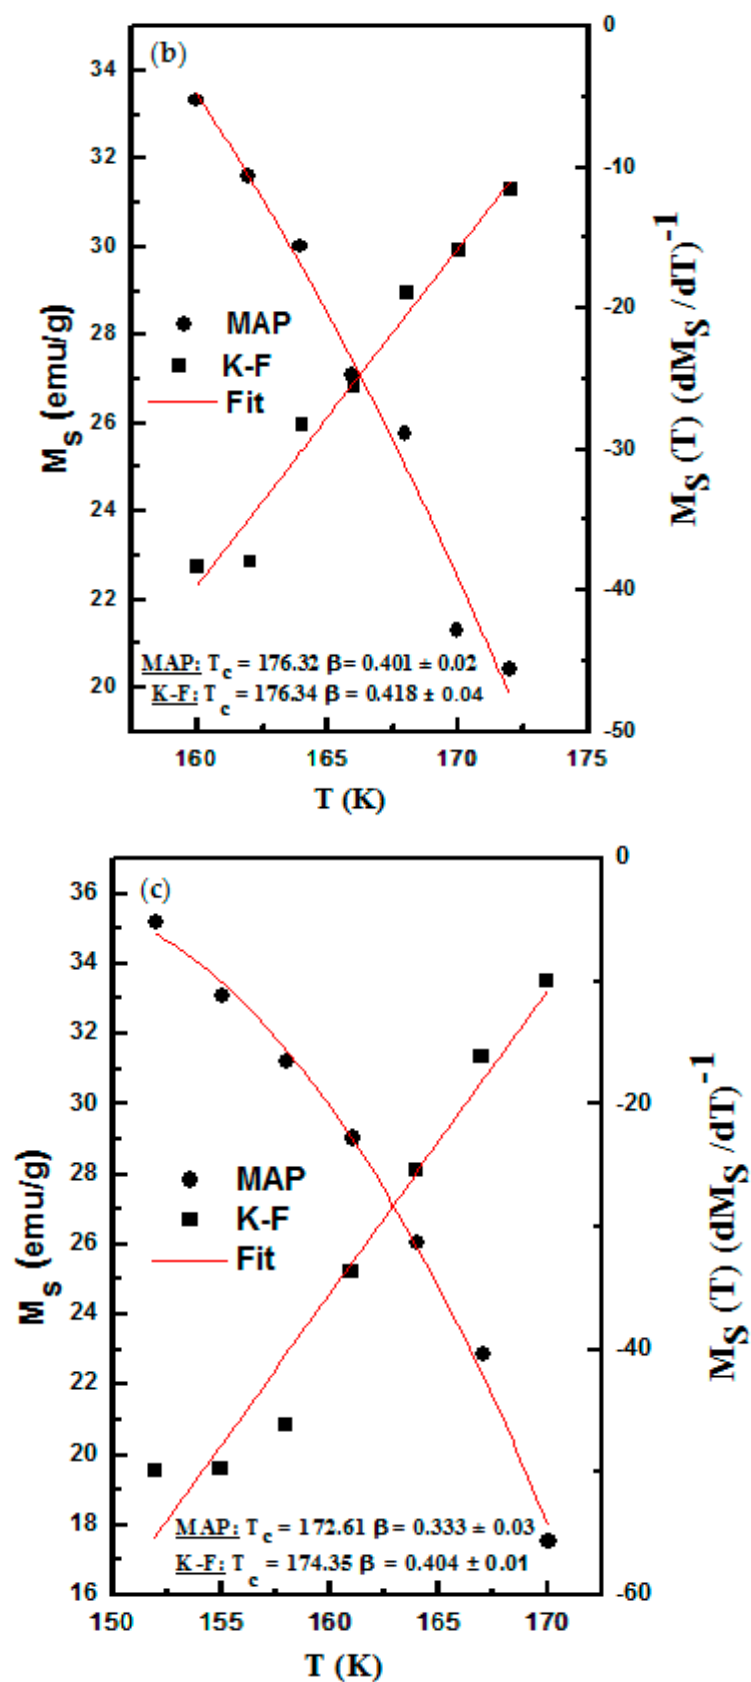 (b)
0
34
32
-10
30
28
-20
26
-30
24
22
-40
20
-50
M_S (emu/g)
MAP
K-F
Fit
M_S (T) (dM_S /dT)^-1
MAP: T_c = 176.32 β = 0.401 ± 0.02
K-F: T_c = 176.34 β = 0.418 ± 0.04
160 165 170 175
T (K)
(c)
0
36
34
32
30
-20
28
26
24
22
-40
20
18
16
-60
M_S (emu/g)
MAP
K-F
Fit
M_S (T) (dM_S /dT)^-1
MAP: T_c = 172.61 β = 0.333 ± 0.03
K-F: T_c = 174.35 β = 0.404 ± 0.01
150 155 160 165 170
T (K)